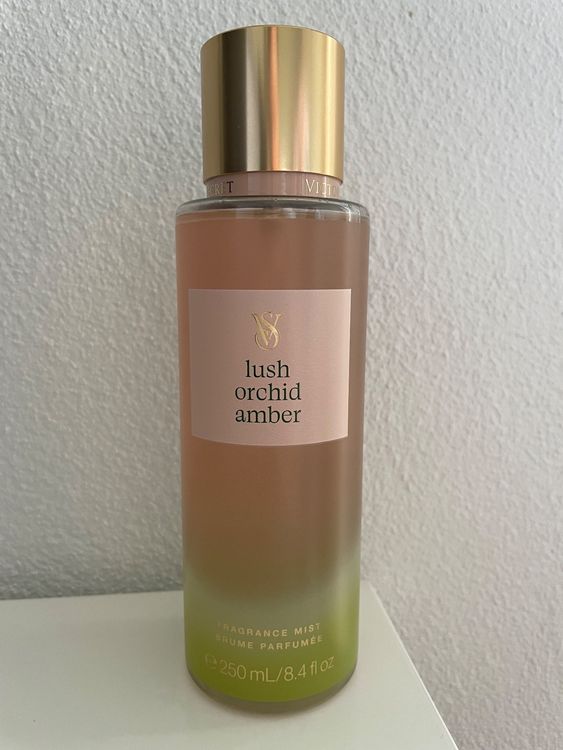 VS
lush
orchid
amber
FRAGRANCE MIST
BRUME PARFUMÉE
℮ 250 mL/8.4 fl oz